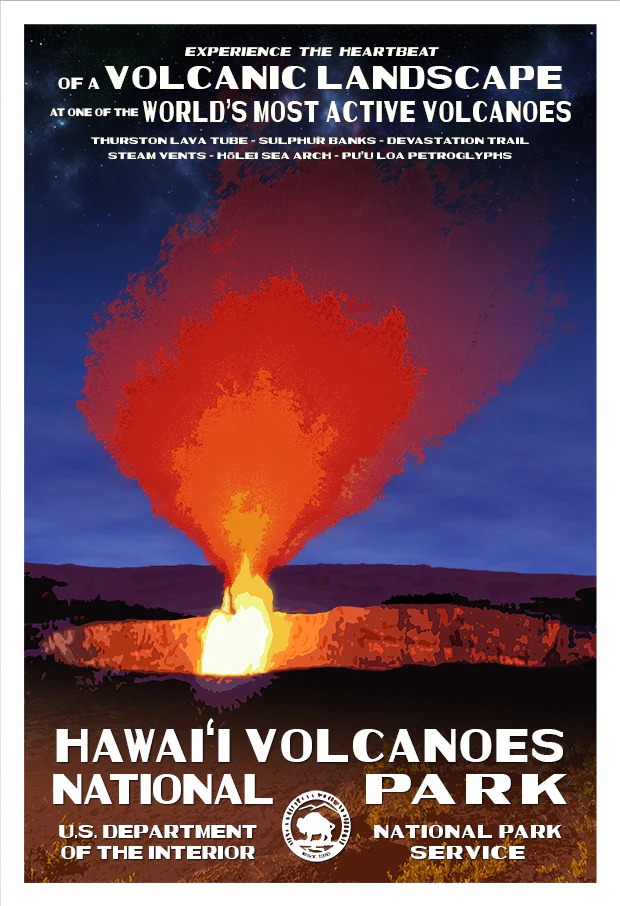 EXPERIENCE THE HEARTBEAT
OF A VOLCANIC LANDSCAPE
AT ONE OF THE WORLD'S MOST ACTIVE VOLCANOES
THURSTON LAVA TUBE - SULPHUR BANKS - DEVASTATION TRAIL
STEAM VENTS - HōLEI SEA ARCH - PU'U LOA PETROGLYPHS
HAWAIʻI VOLCANOES
NATIONAL PARK
U.S. DEPARTMENT
OF THE INTERIOR
NATIONAL PARK
SERVICE